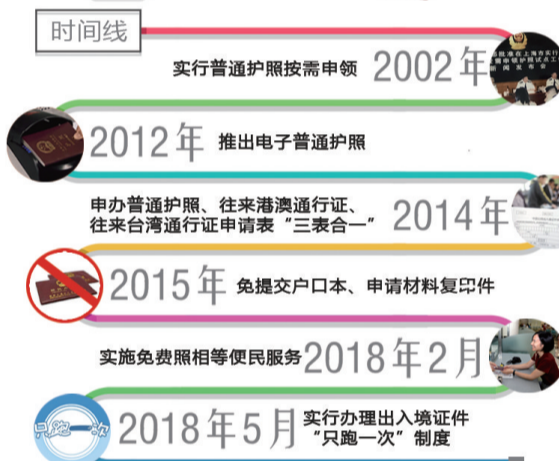 时间线
实行普通护照按需申领 2002年
2012年 推出电子普通护照
申办普通护照、往来港澳通行证、
往来台湾通行证申请表“三表合一” 2014年
2015年 免提交户口本、申请材料复印件
实施免费照相等便民服务 2018年2月
只跑一次
2018年5月 实行办理出入境证件
“只跑一次”制度